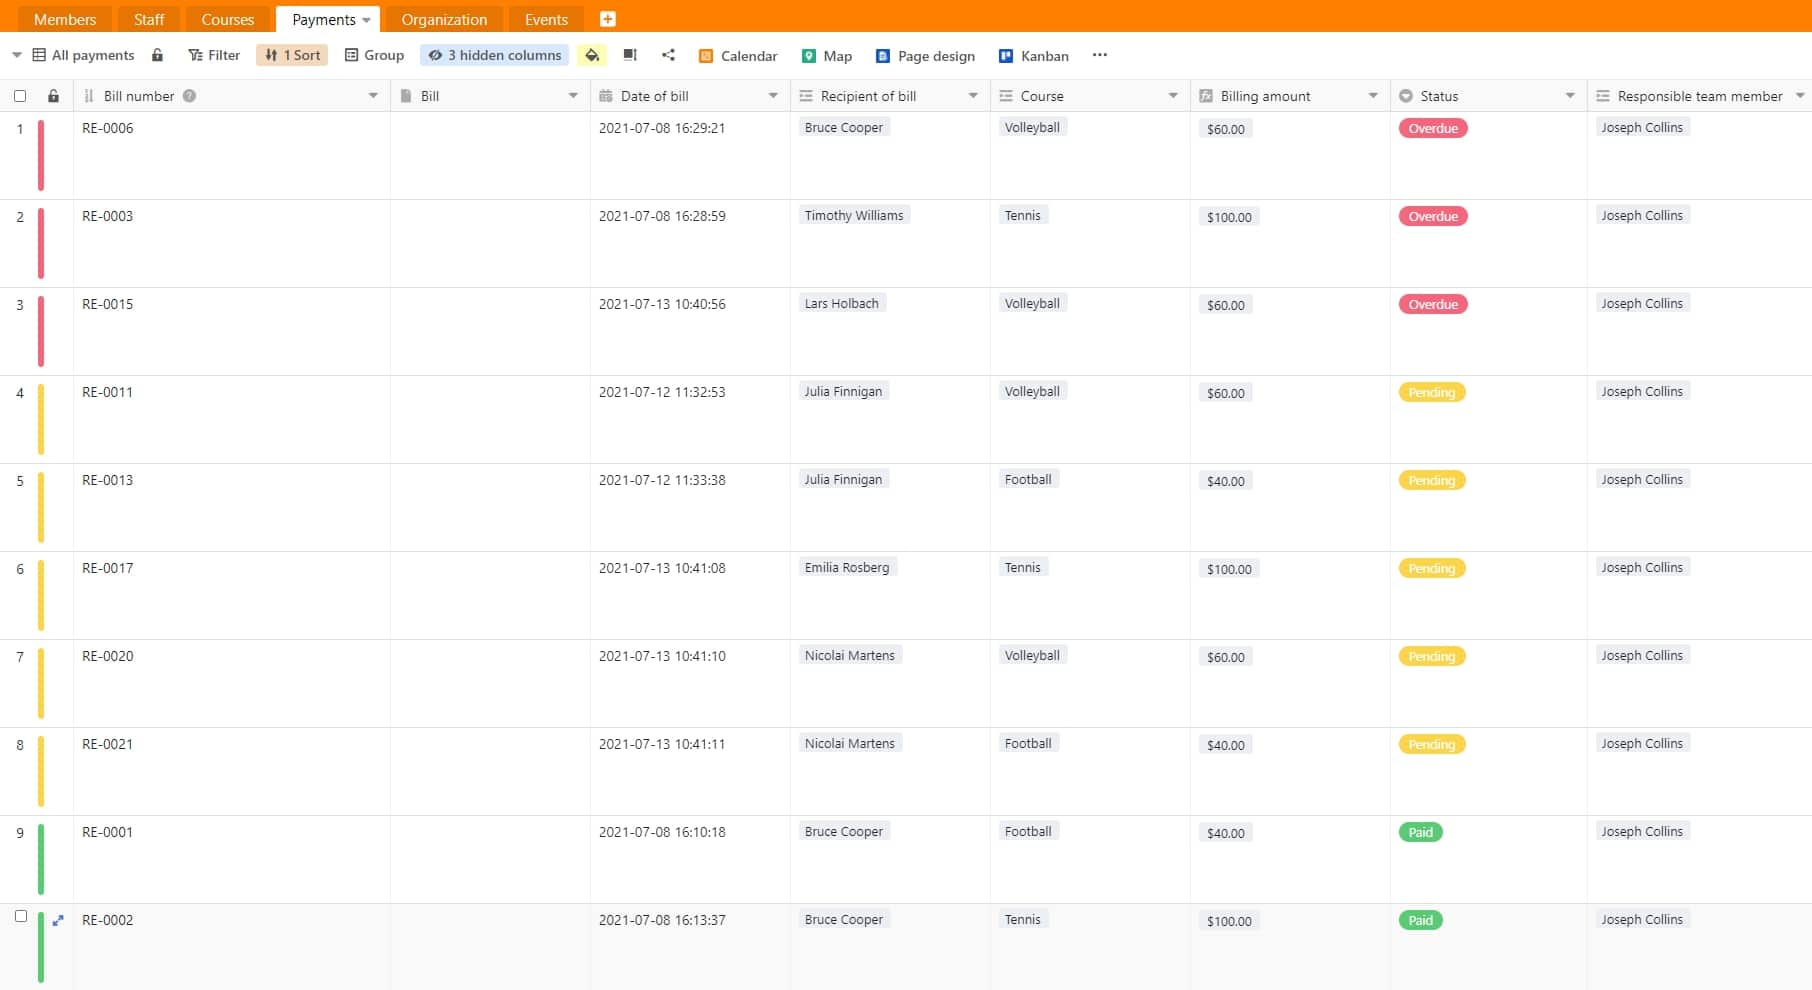 Members Staff Courses Payments Organization Events
All payments Filter 1 Sort Group 3 hidden columns Calendar Map Page design Kanban ...
Bill number ? Bill Date of bill Recipient of bill Course fx Billing amount Status Responsible team member
1 RE-0006 2021-07-08 16:29:21 Bruce Cooper Volleyball $60.00 Overdue Joseph Collins
2 RE-0003 2021-07-08 16:28:59 Timothy Williams Tennis $100.00 Overdue Joseph Collins
3 RE-0015 2021-07-13 10:40:56 Lars Holbach Volleyball $60.00 Overdue Joseph Collins
4 RE-0011 2021-07-12 11:32:53 Julia Finnigan Volleyball $60.00 Pending Joseph Collins
5 RE-0013 2021-07-12 11:33:38 Julia Finnigan Football $40.00 Pending Joseph Collins
6 RE-0017 2021-07-13 10:41:08 Emilia Rosberg Tennis $100.00 Pending Joseph Collins
7 RE-0020 2021-07-13 10:41:10 Nicolai Martens Volleyball $60.00 Pending Joseph Collins
8 RE-0021 2021-07-13 10:41:11 Nicolai Martens Football $40.00 Pending Joseph Collins
9 RE-0001 2021-07-08 16:10:18 Bruce Cooper Football $40.00 Paid Joseph Collins
RE-0002 2021-07-08 16:13:37 Bruce Cooper Tennis $100.00 Paid Joseph Collins